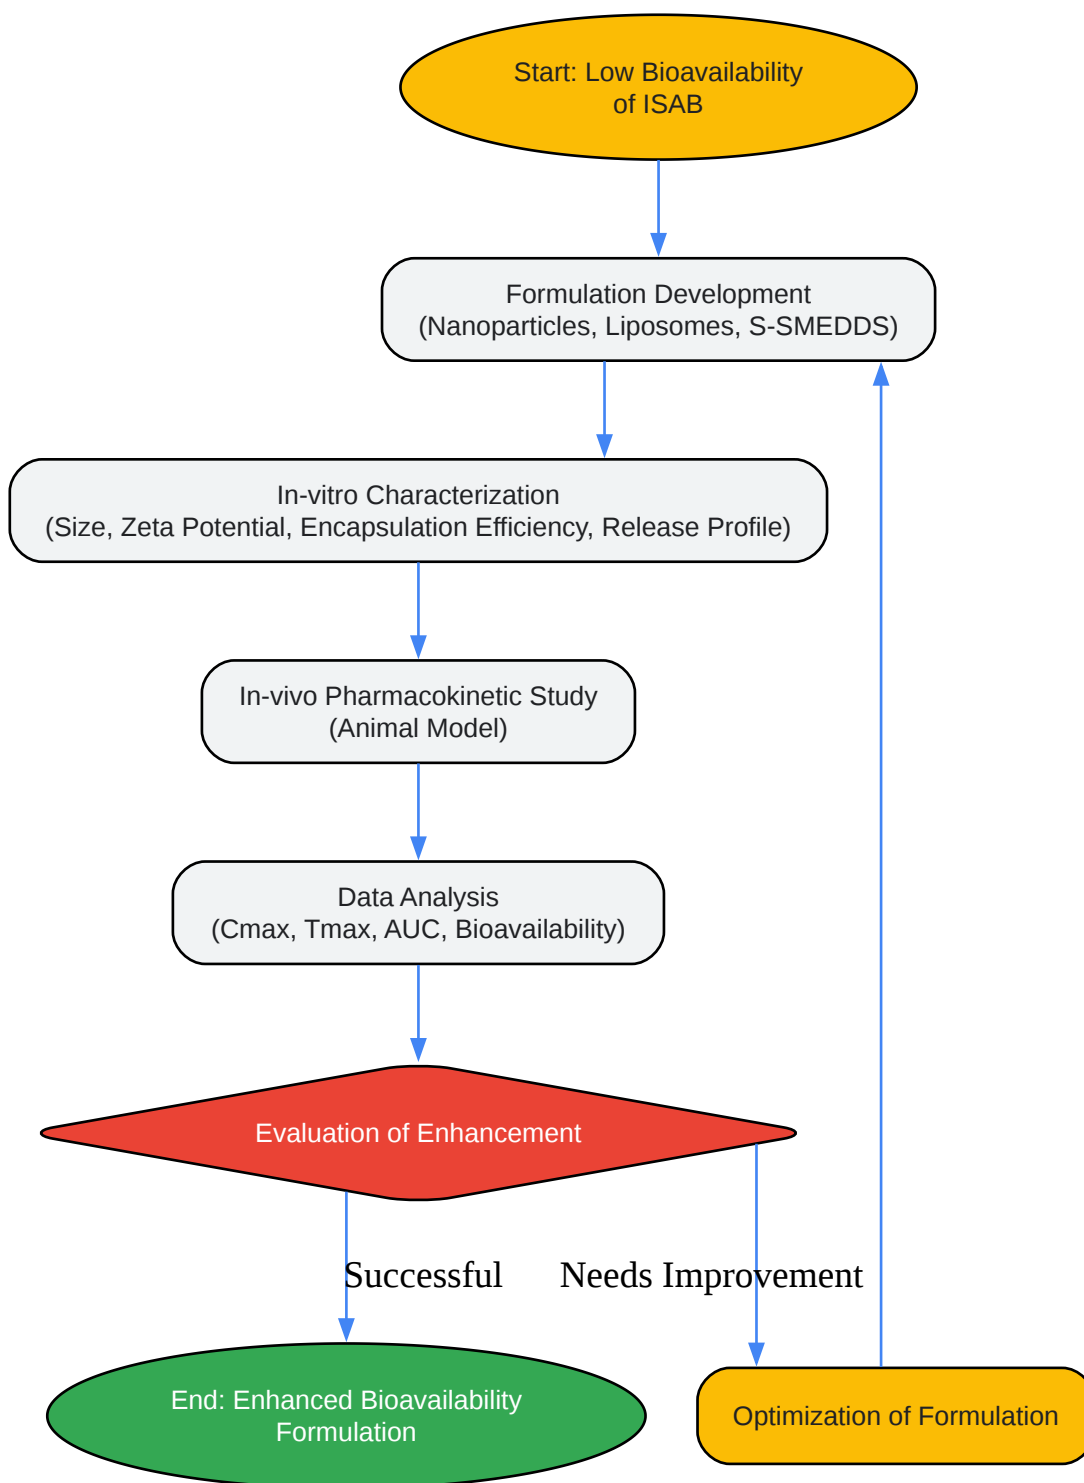 Start: Low Bioavailability
of ISAB
Formulation Development
(Nanoparticles, Liposomes, S-SMEDDS)
In-vitro Characterization
(Size, Zeta Potential, Encapsulation Efficiency, Release Profile)
In-vivo Pharmacokinetic Study
(Animal Model)
Data Analysis
(Cmax, Tmax, AUC, Bioavailability)
Evaluation of Enhancement
Successful
Needs Improvement
End: Enhanced Bioavailability
Formulation
Optimization of Formulation